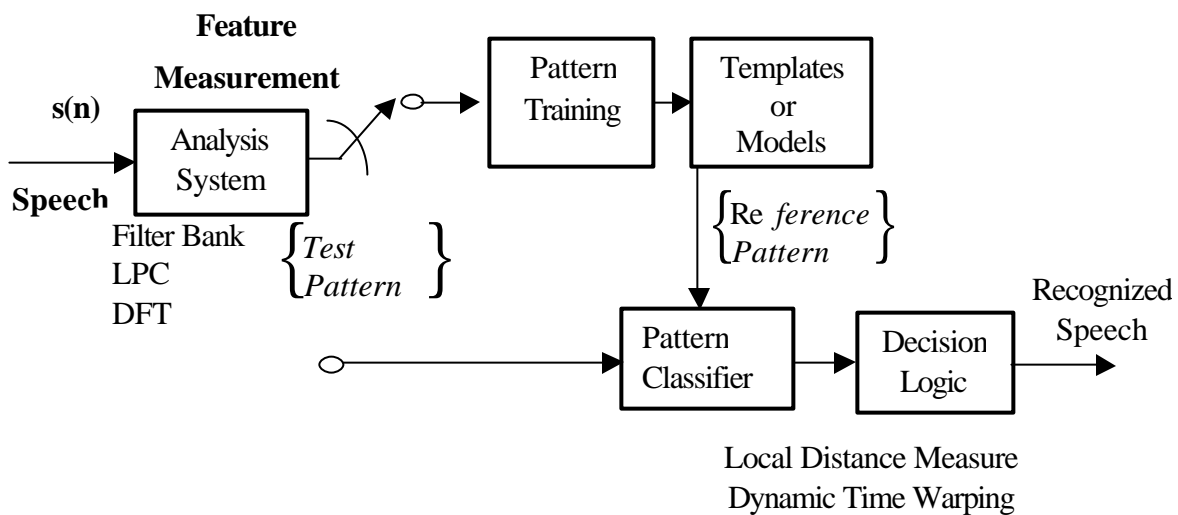 Feature
Measurement
s(n)
Speech
Analysis
System
Filter Bank
LPC
DFT
{Test
Pattern}
Pattern
Training
Templates
or
Models
{Re ference
Pattern}
Pattern
Classifier
Decision
Logic
Recognized
Speech
Local Distance Measure
Dynamic Time Warping